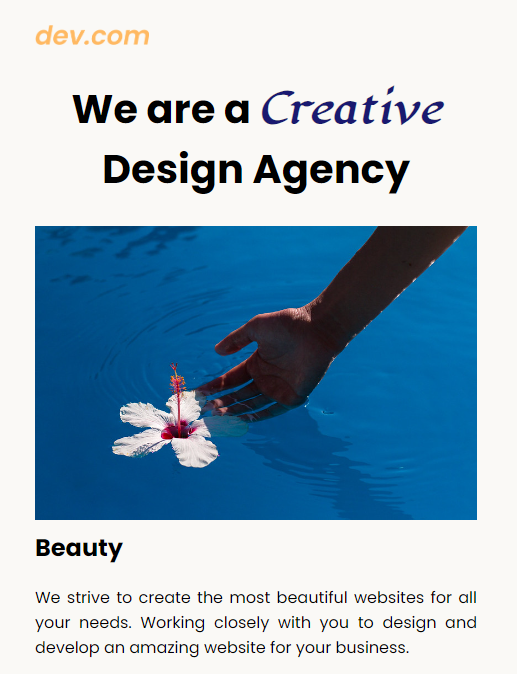 dev.com
We are a Creative
Design Agency
Beauty
We strive to create the most beautiful websites for all
your needs. Working closely with you to design and
develop an amazing website for your business.